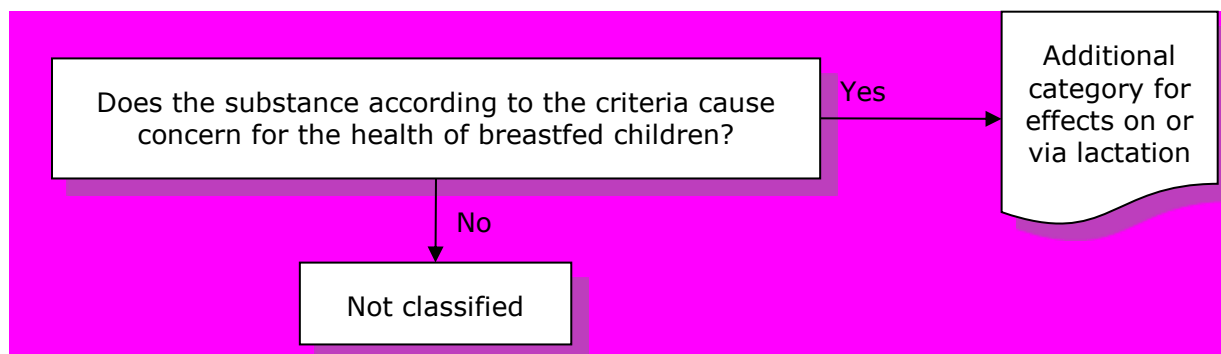 Does the substance according to the criteria cause
concern for the health of breastfed children?
Yes
Additional
category for
effects on or
via lactation
No
Not classified